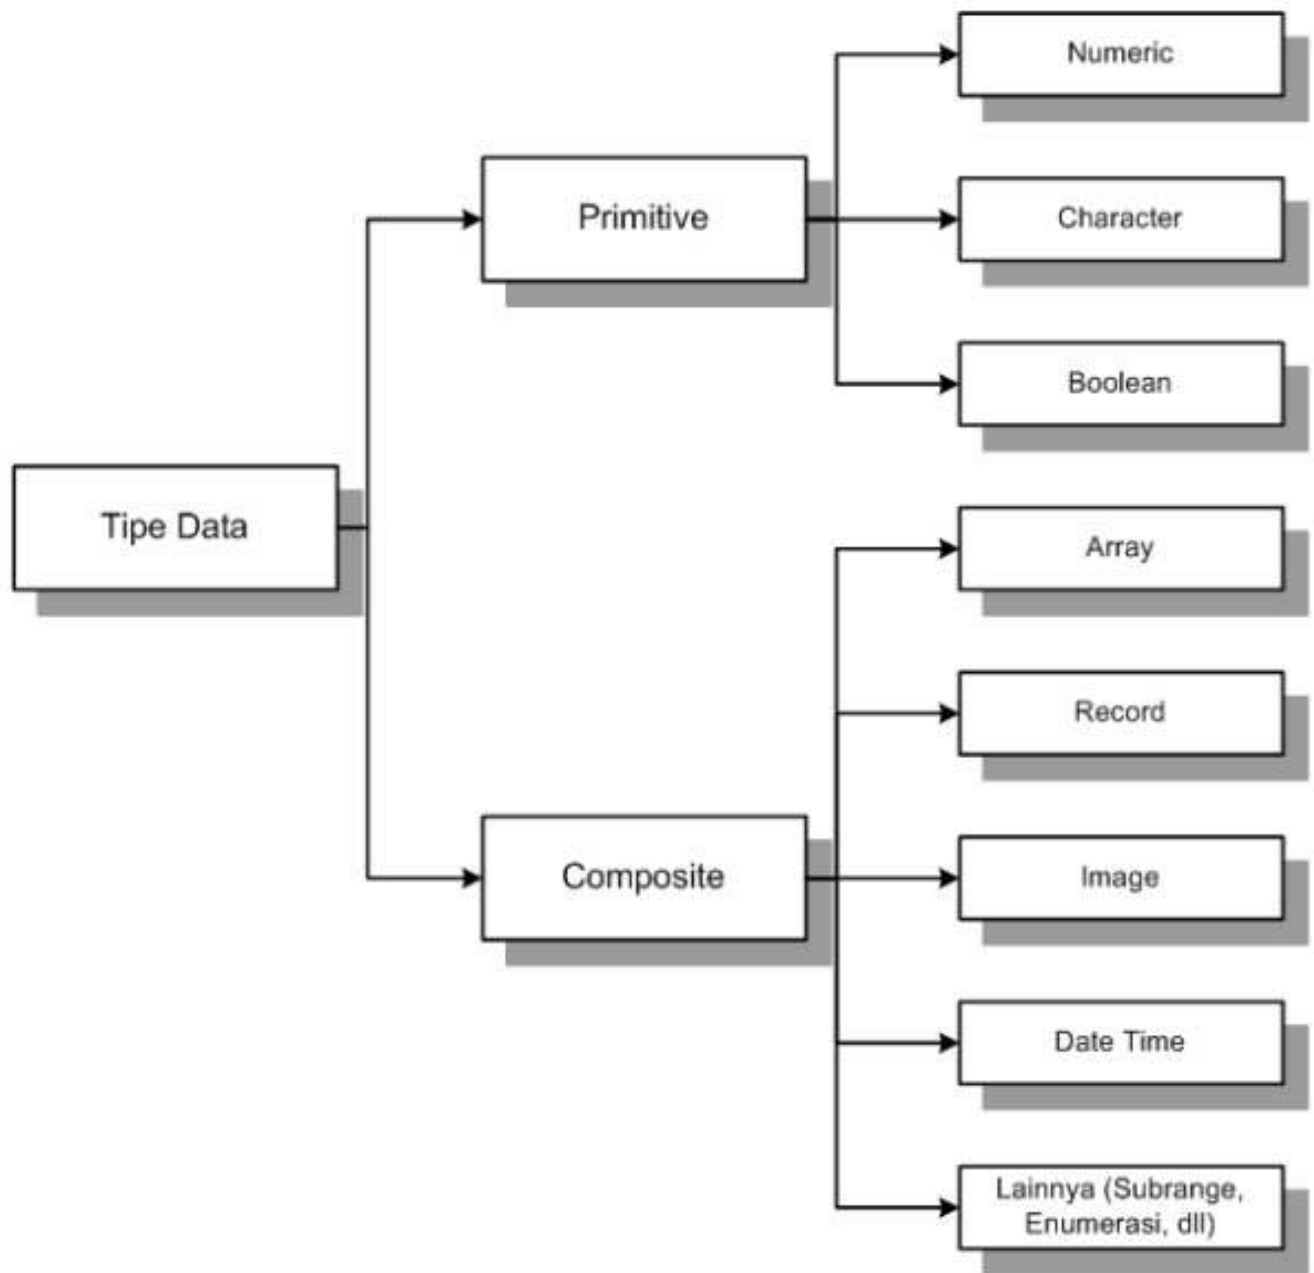 Numeric
Primitive
Character
Boolean
Tipe Data
Array
Record
Composite
Image
Date Time
Lainnya (Subrange,
Enumerasi, dll)